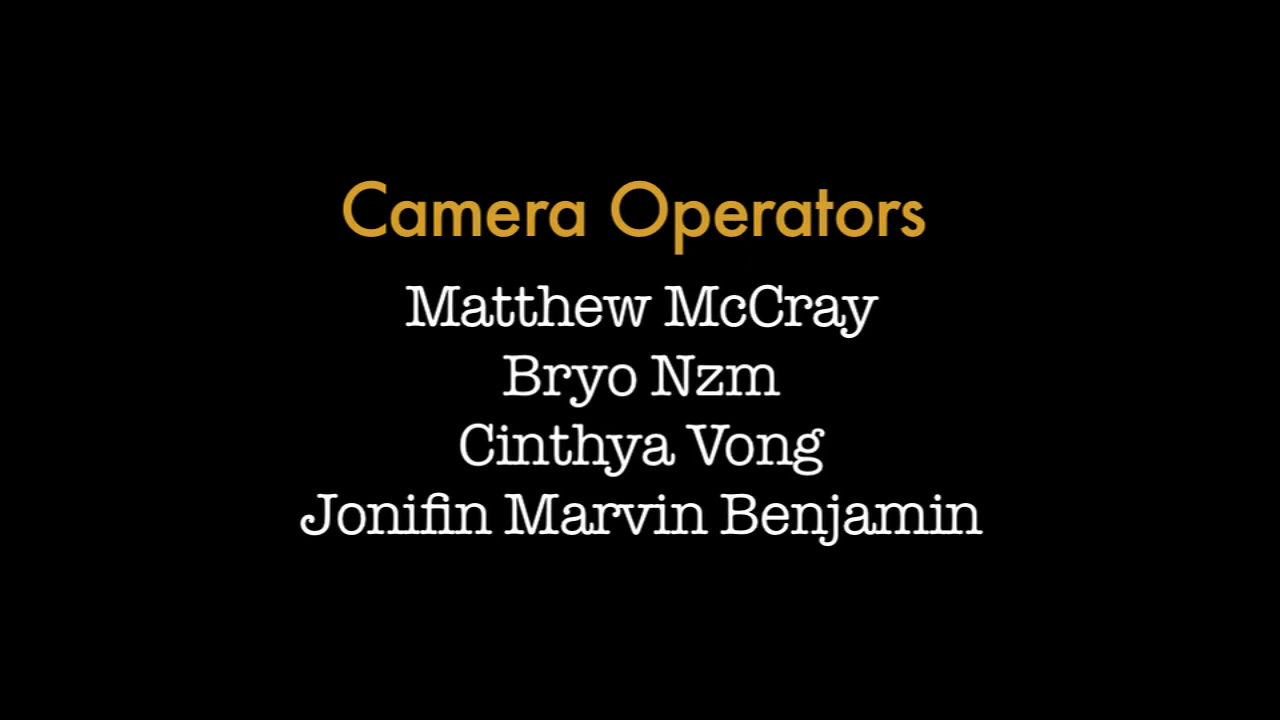 Camera Operators
Matthew McCray
Bryo Nzm
Cinthya Vong
Jonifin Marvin Benjamin